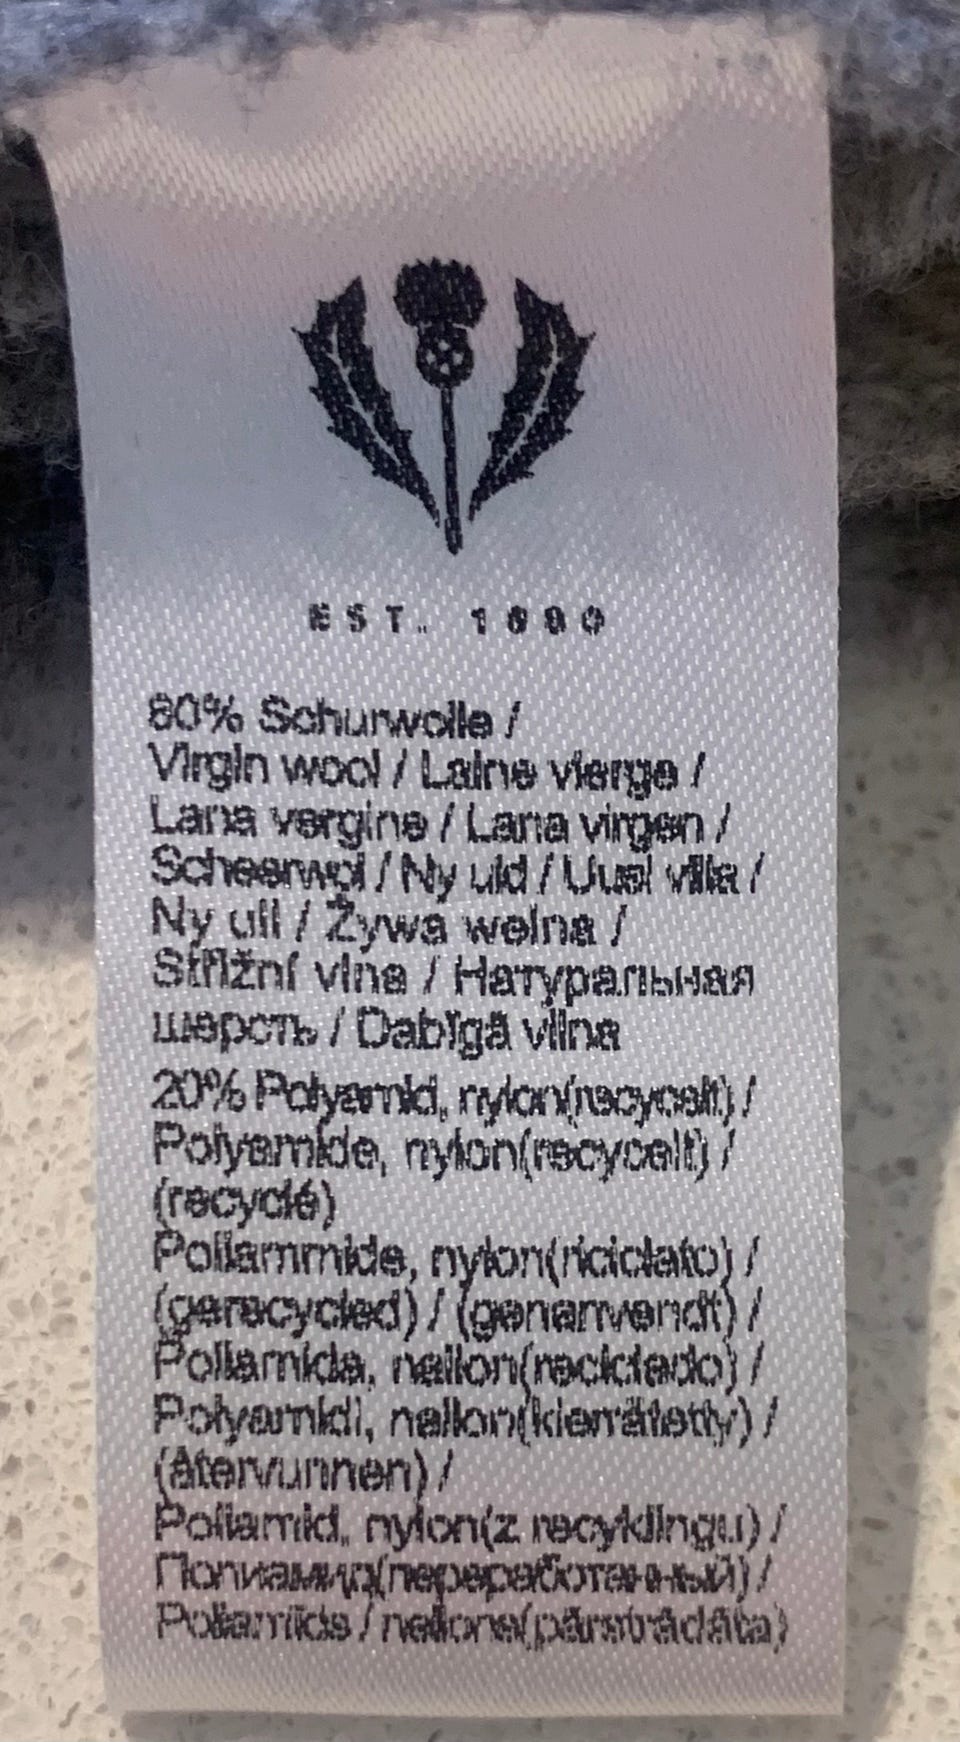 EST. 1890
80% Schurwolle /
Virgin wool / Laine vierge /
Lana vergine / Lana virgen /
Scheerwol / Ny uld / Uusi villa /
Ny ull / Żywa wełna /
Střižní vlna / Натуральная
шерсть / Dabīgā vilna
20% Polyamid, nylon(recycelt) /
Polyamide, nylon(recycelt) /
(recyclé)
Poliammide, nylon(riciclato) /
(gerecycled) / (genanvendt) /
Poliamida, nailon(reciclado) /
Polyamidi, nailon(kierrätetty) /
(återvunnen) /
Poliamid, nylon(z recyklingu) /
Полиамид(переработанный) /
Poliamīds / neilons(pārstrādāta)